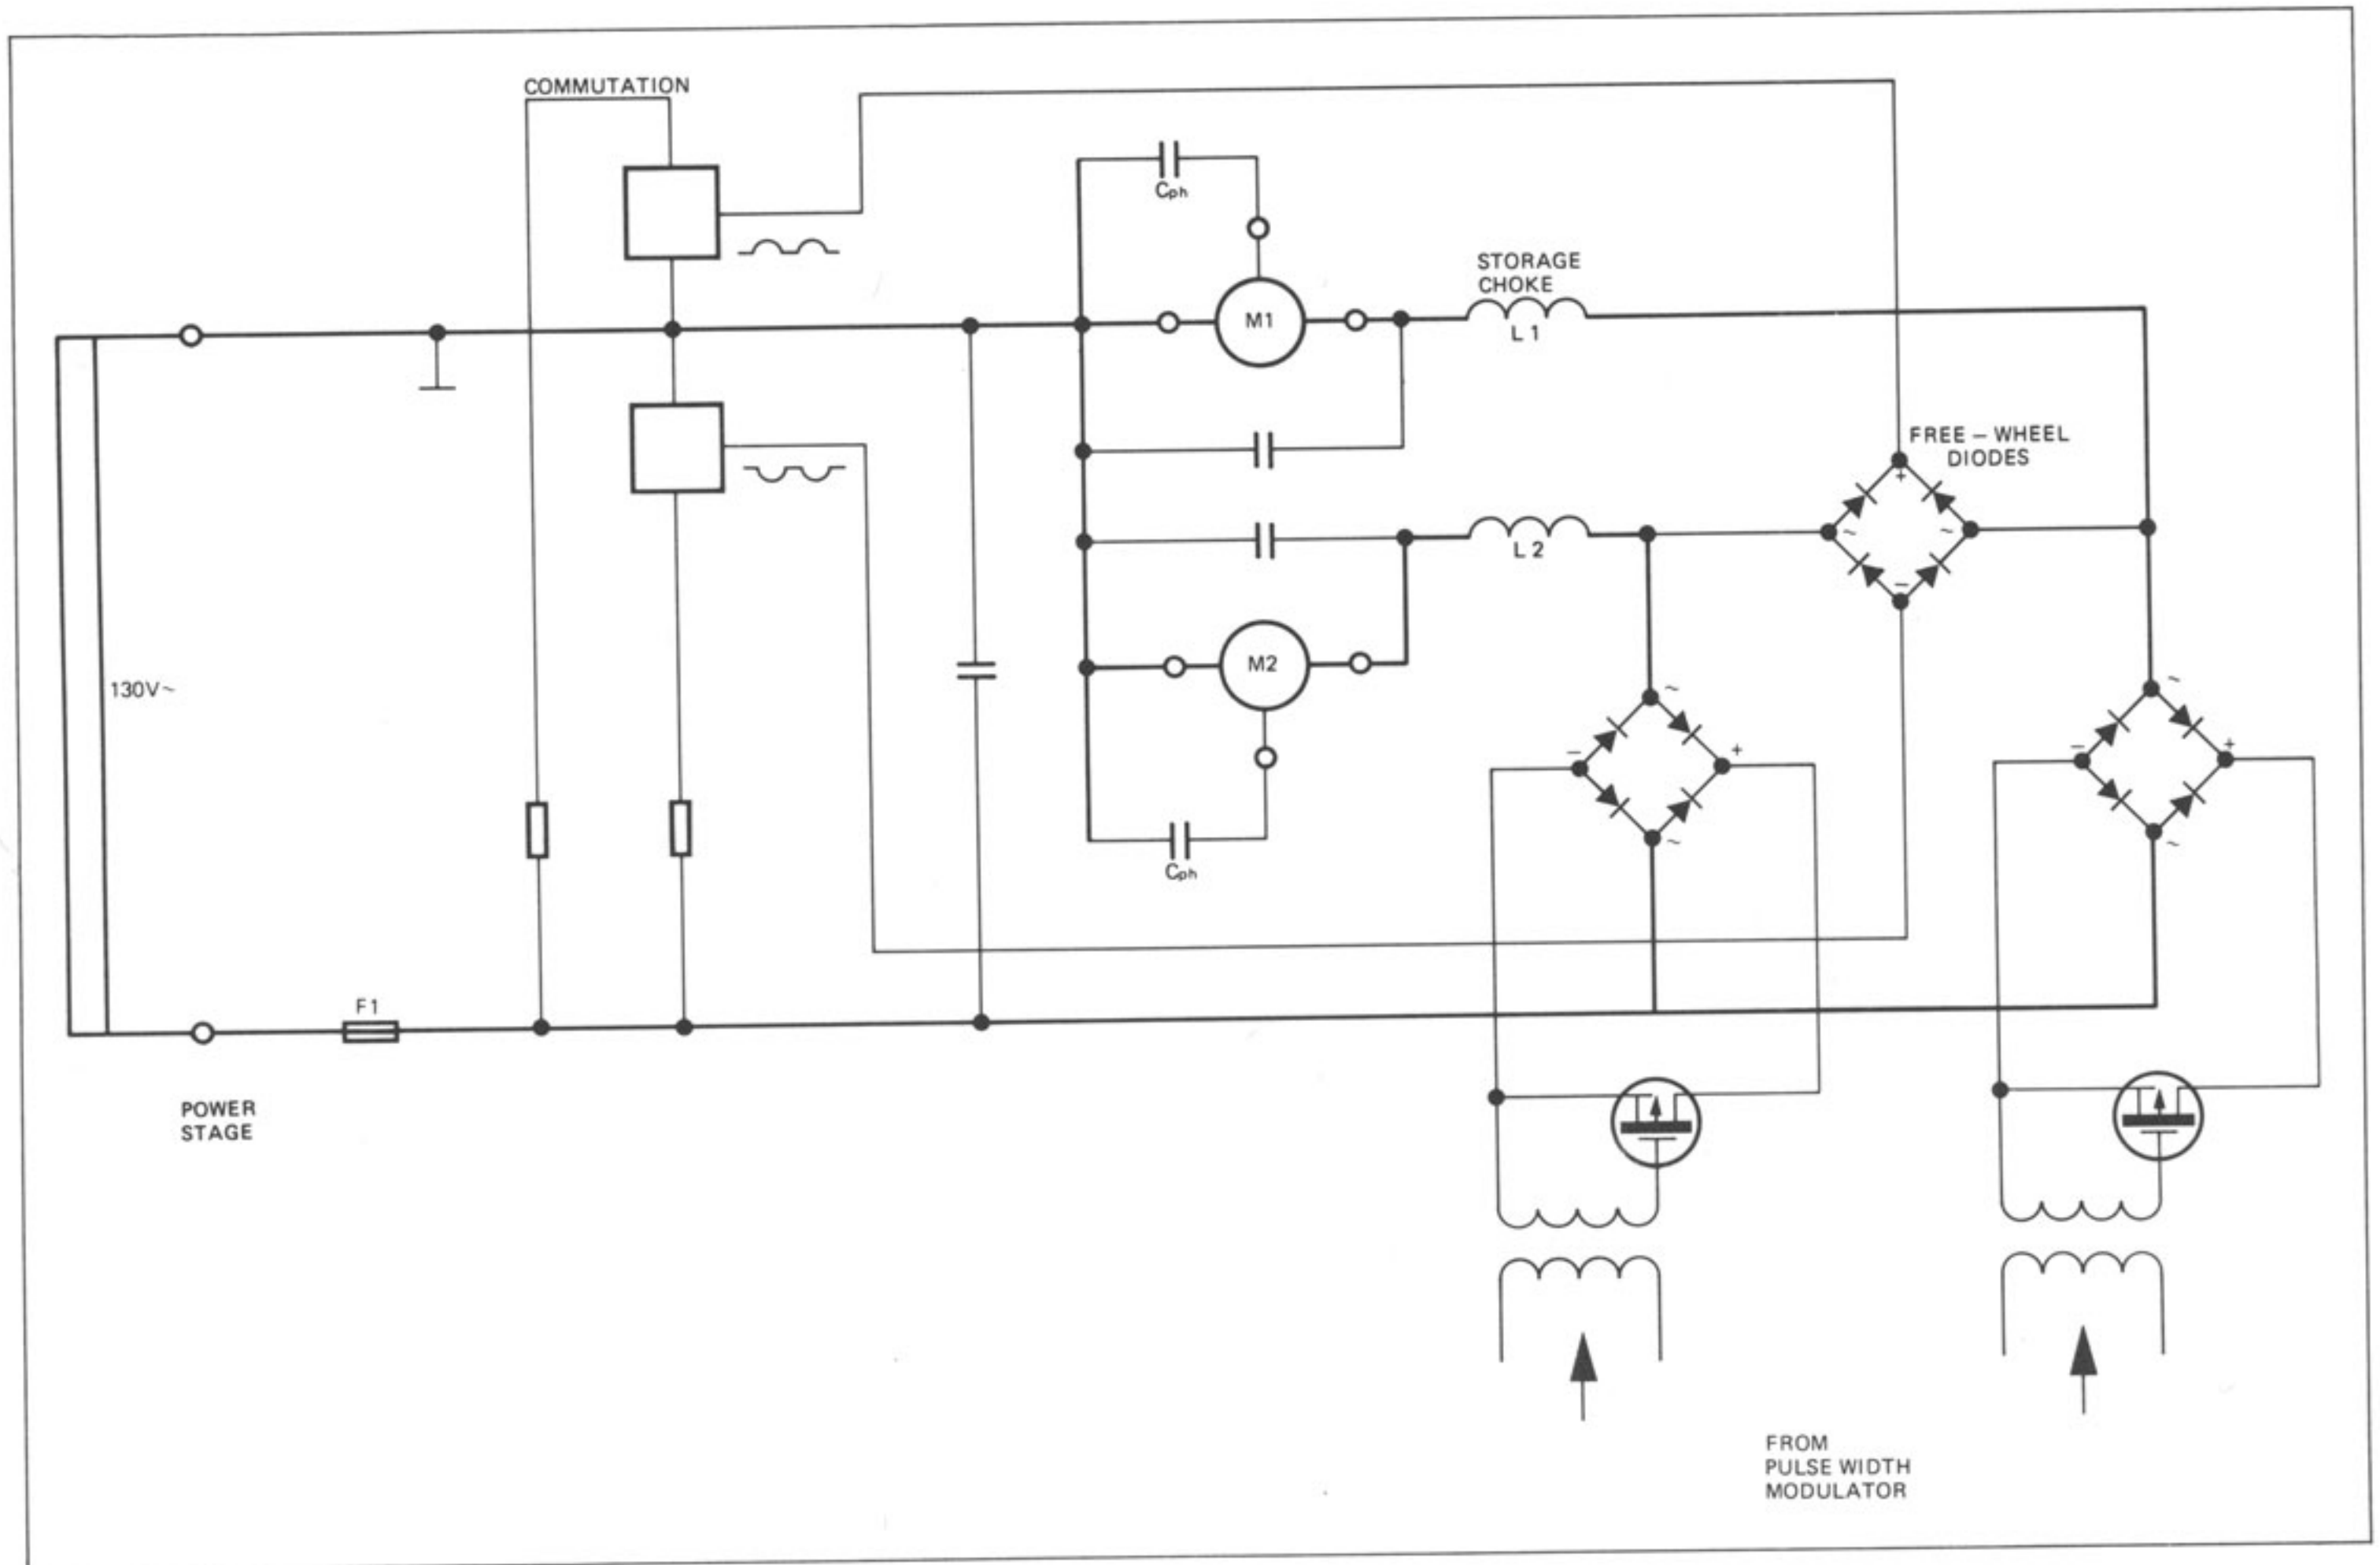 COMMUTATION
Cph
STORAGE
CHOKE
M1
L 1
FREE – WHEEL
DIODES
+
~
~
–
L 2
M2
130V~
~
~
–
+
–
+
~
~
Cph
F1
POWER
STAGE
FROM
PULSE WIDTH
MODULATOR